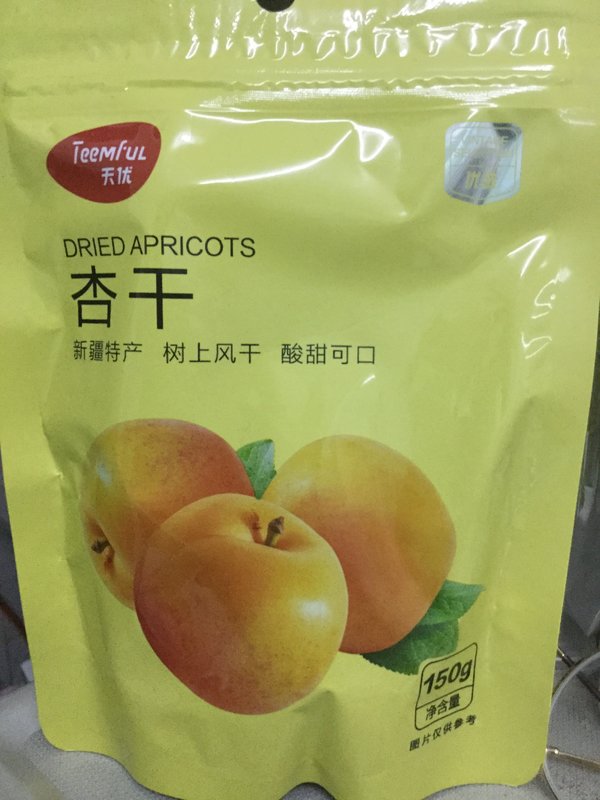 TeemFuL
天优
DRIED APRICOTS
杏干
新疆特产 树上风干 酸甜可口
150g
净含量
图片仅供参考